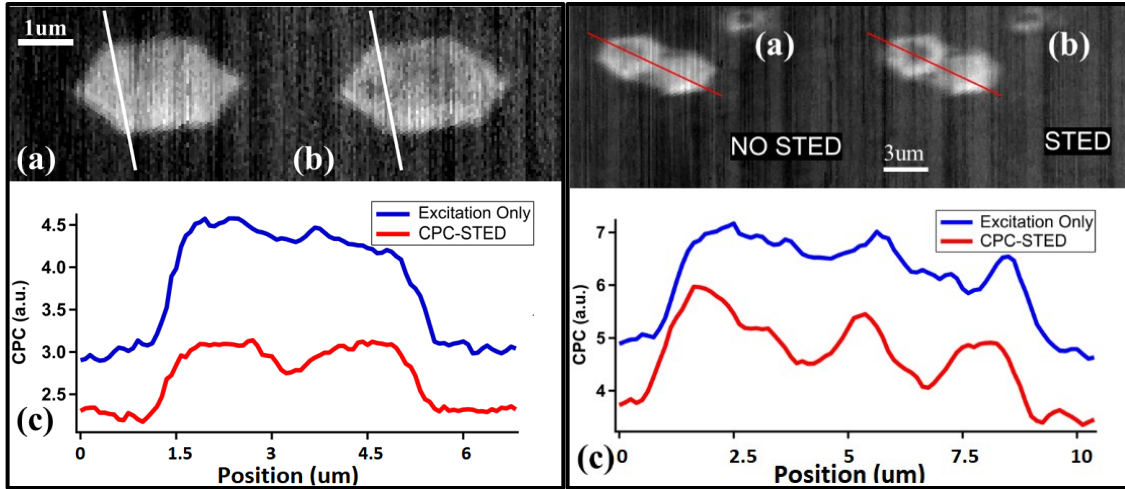 1um
(a)
(b)
Excitation Only
CPC-STED
4.5
4.0
3.5
3.0
2.5
CPC (a.u.)
(c)
0
1.5
3
4.5
6
Position (um)
(a)
(b)
NO STED
3um
STED
Excitation Only
CPC-STED
7
6
5
4
CPC (a.u.)
(c)
0
2.5
5
7.5
10
Position (um)